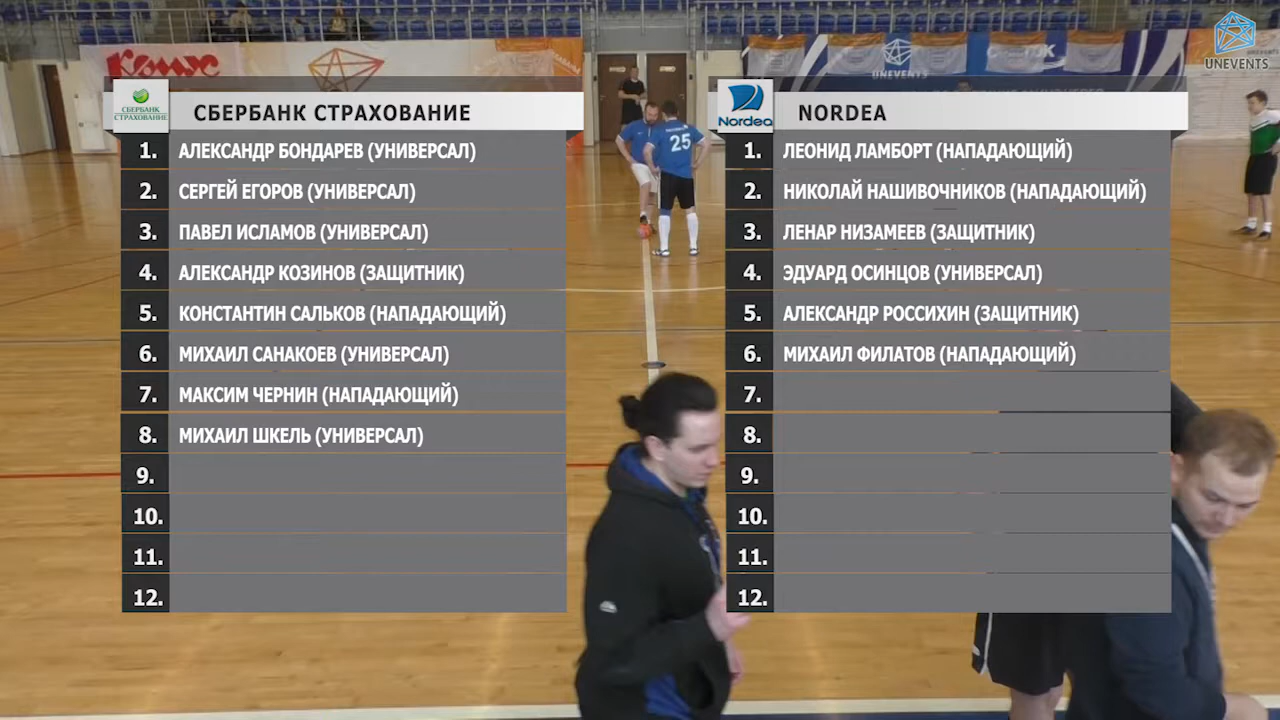 Комус
UNEVENTS
UNEVENTS
UNEVENTS
СБЕРБАНК
СТРАХОВАНИЕ
СБЕРБАНК СТРАХОВАНИЕ
1. АЛЕКСАНДР БОНДАРЕВ (УНИВЕРСАЛ)
2. СЕРГЕЙ ЕГОРОВ (УНИВЕРСАЛ)
3. ПАВЕЛ ИСЛАМОВ (УНИВЕРСАЛ)
4. АЛЕКСАНДР КОЗИНОВ (ЗАЩИТНИК)
5. КОНСТАНТИН САЛЬКОВ (НАПАДАЮЩИЙ)
6. МИХАИЛ САНАКОЕВ (УНИВЕРСАЛ)
7. МАКСИМ ЧЕРНИН (НАПАДАЮЩИЙ)
8. МИХАИЛ ШКЕЛЬ (УНИВЕРСАЛ)
9.
10.
11.
12.
25
Nordea
NORDEA
1. ЛЕОНИД ЛАМБОРТ (НАПАДАЮЩИЙ)
2. НИКОЛАЙ НАШИВОЧНИКОВ (НАПАДАЮЩИЙ)
3. ЛЕНАР НИЗАМЕЕВ (ЗАЩИТНИК)
4. ЭДУАРД ОСИНЦОВ (УНИВЕРСАЛ)
5. АЛЕКСАНДР РОССИХИН (ЗАЩИТНИК)
6. МИХАИЛ ФИЛАТОВ (НАПАДАЮЩИЙ)
7.
8.
9.
10.
11.
12.